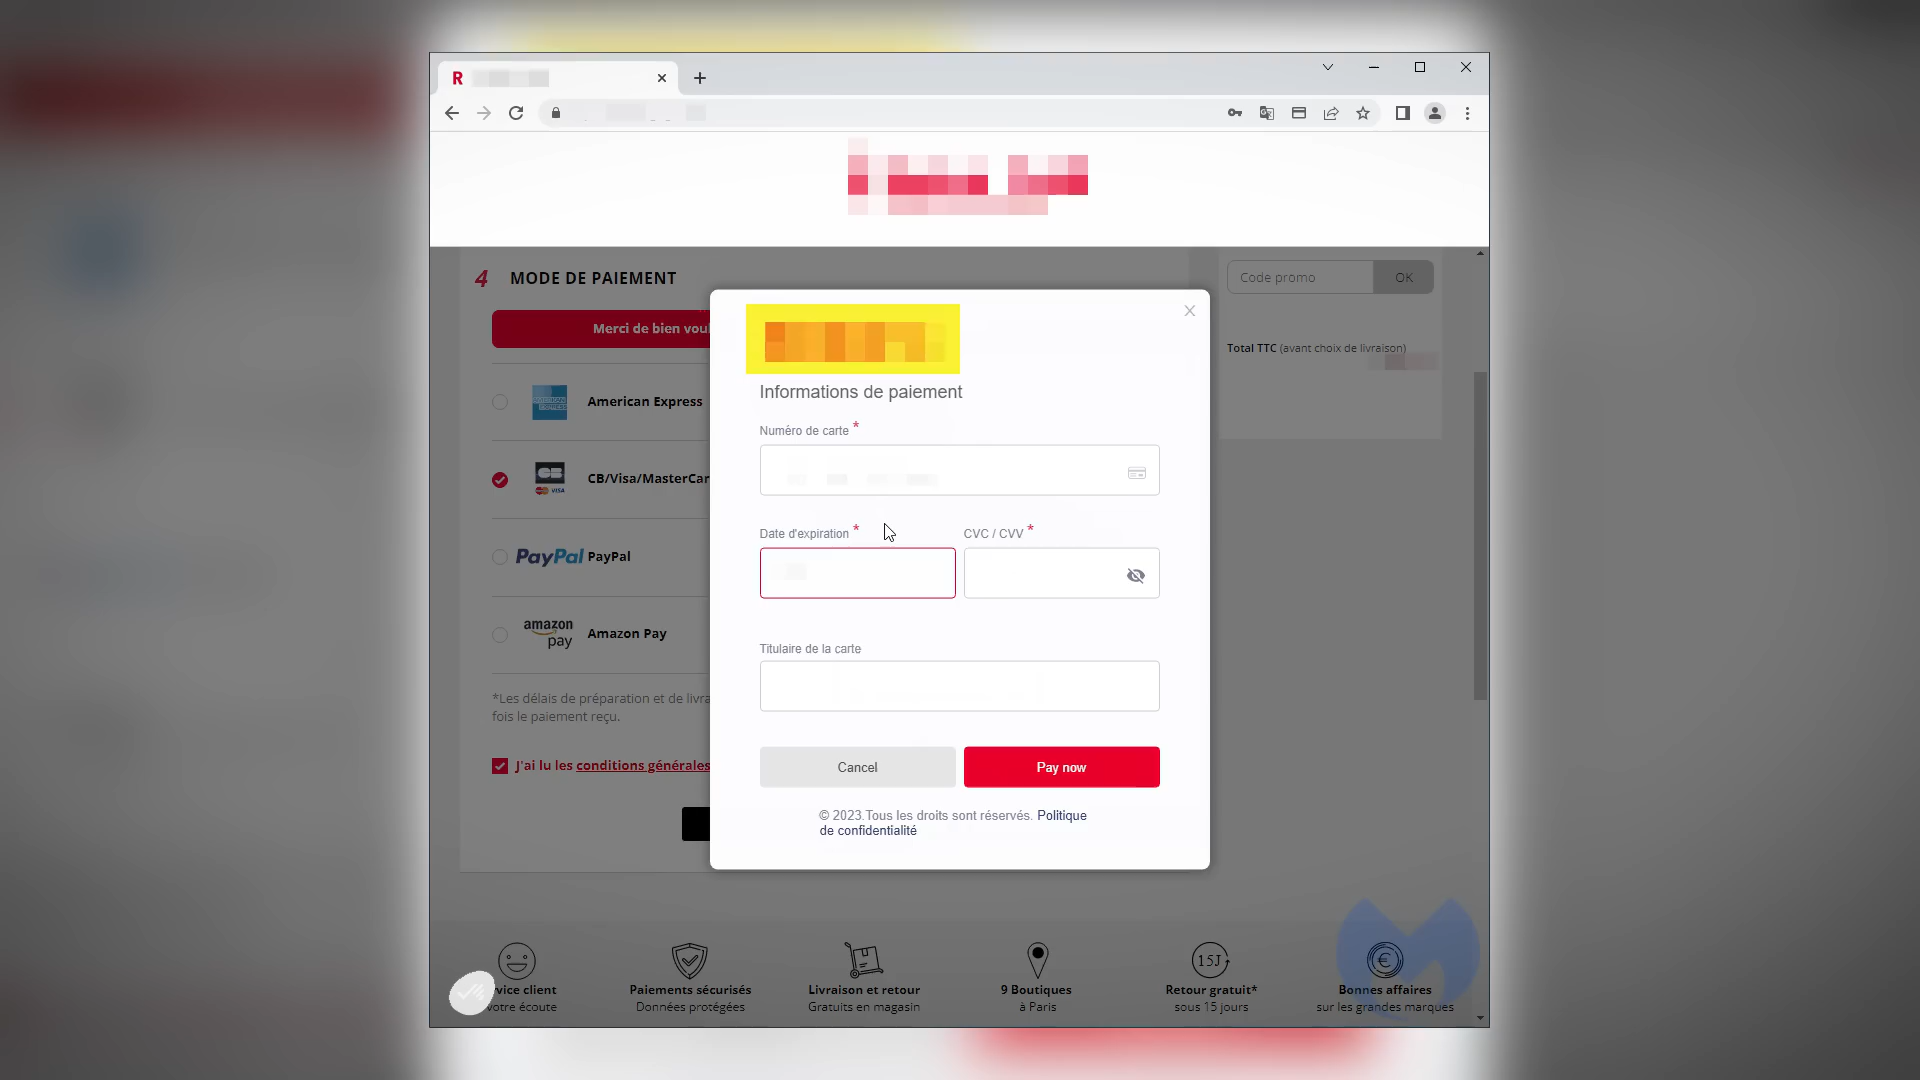 R
4 MODE DE PAIEMENT
Merci de bien
AMERICAN EXPRESS
American Express
CB
VISA
CB/Visa/MasterCar
PayPal PayPal
amazon pay
Amazon Pay
*Les délais de préparation et de
fois le paiement reçu.
J'ai lu les conditions générales
Code promo
OK
Total TTC (avant choix de livraison)
Informations de paiement
Numéro de carte *
Date d'expiration *
CVC / CVV *
Titulaire de la carte
Cancel
Pay now
© 2023.Tous les droits sont réservés. Politique
de confidentialité
vice client
votre écoute
Paiements sécurisés
Données protégées
Livraison et retour
Gratuits en magasin
9 Boutiques
à Paris
15J
Retour gratuit*
sous 15 jours
€
Bonnes affaires
sur les grandes marques